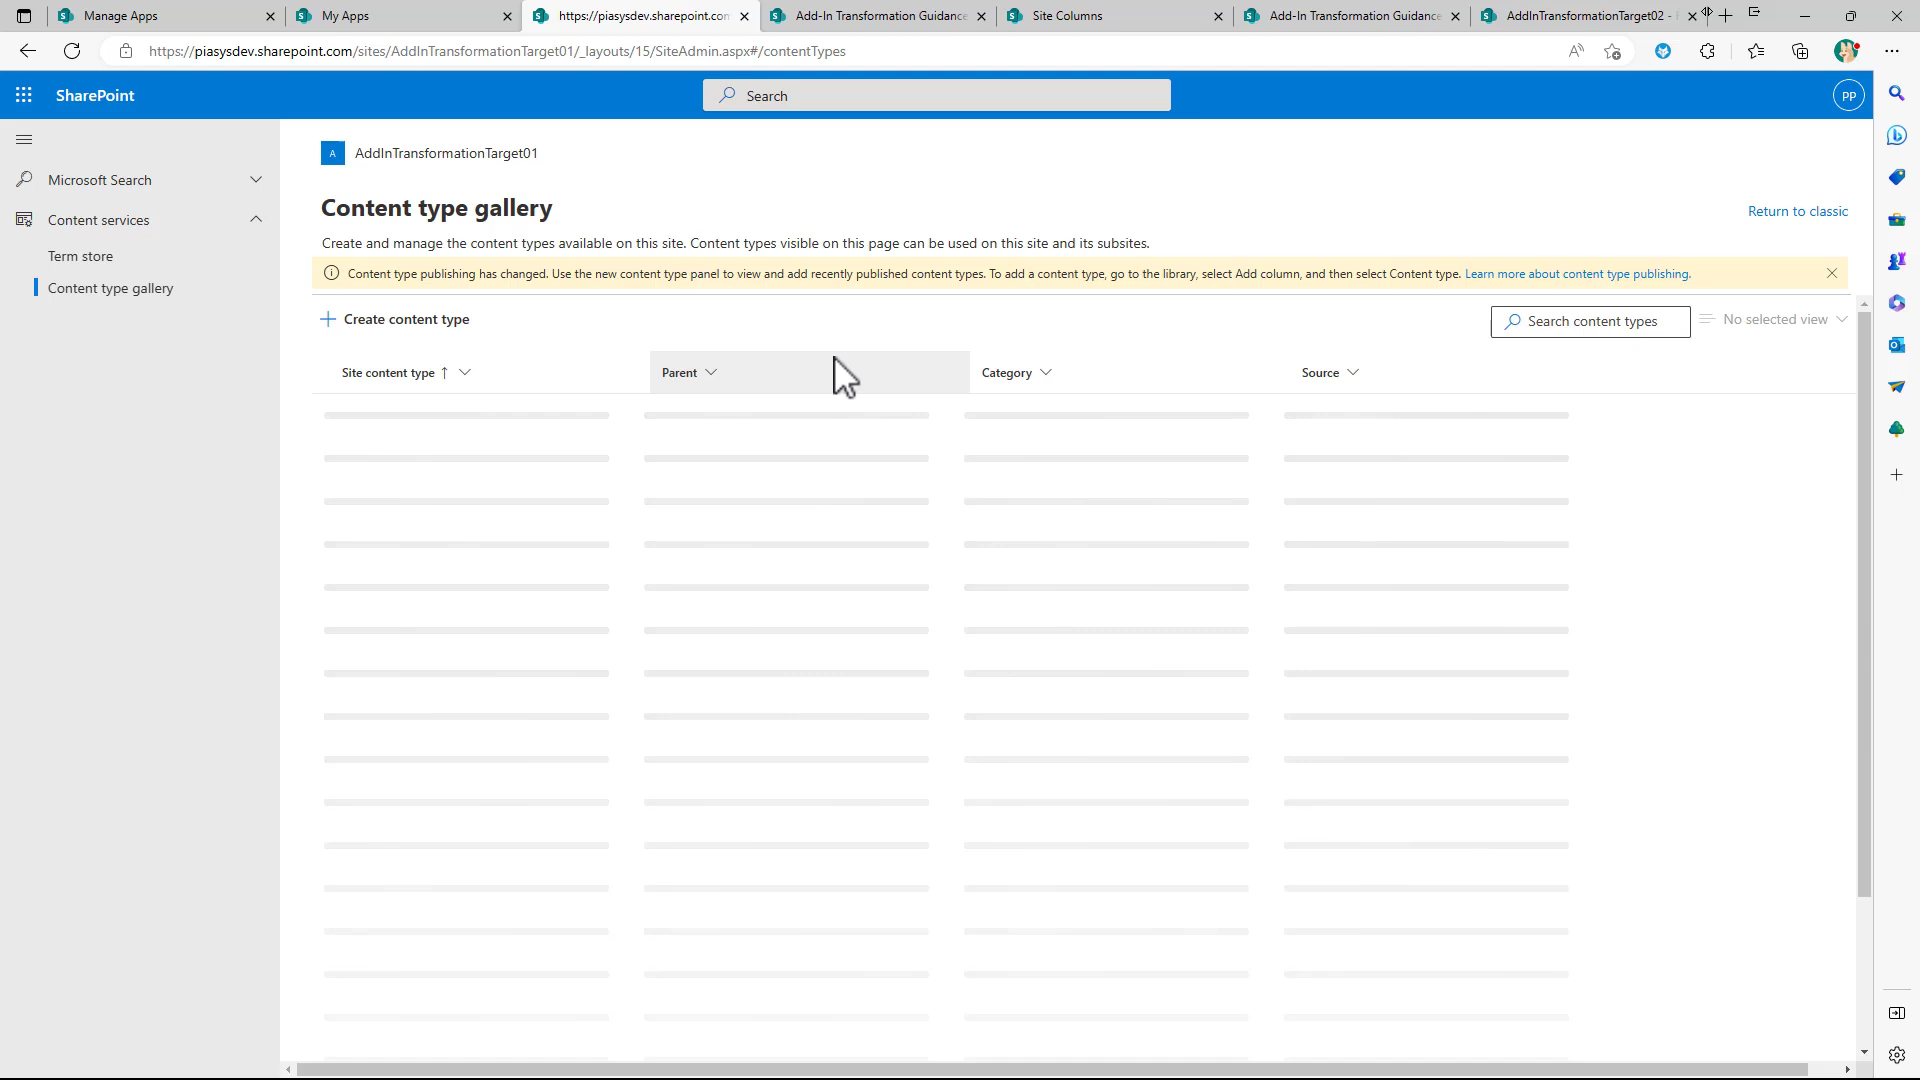 Manage Apps
My Apps
https://piasysdev.sharepoint.com
Add-In Transformation Guidance
Site Columns
Add-In Transformation Guidance
AddInTransformationTarget02 -
https://piasysdev.sharepoint.com/sites/AddInTransformationTarget01/_layouts/15/SiteAdmin.aspx#/contentTypes
SharePoint
Search
PP
Microsoft Search
Content services
Term store
Content type gallery
A
AddInTransformationTarget01
Content type gallery
Return to classic
Create and manage the content types available on this site. Content types visible on this page can be used on this site and its subsites.
Content type publishing has changed. Use the new content type panel to view and add recently published content types. To add a content type, go to the library, select Add column, and then select Content type. Learn more about content type publishing.
Create content type
Search content types
No selected view
Site content type
Parent
Category
Source